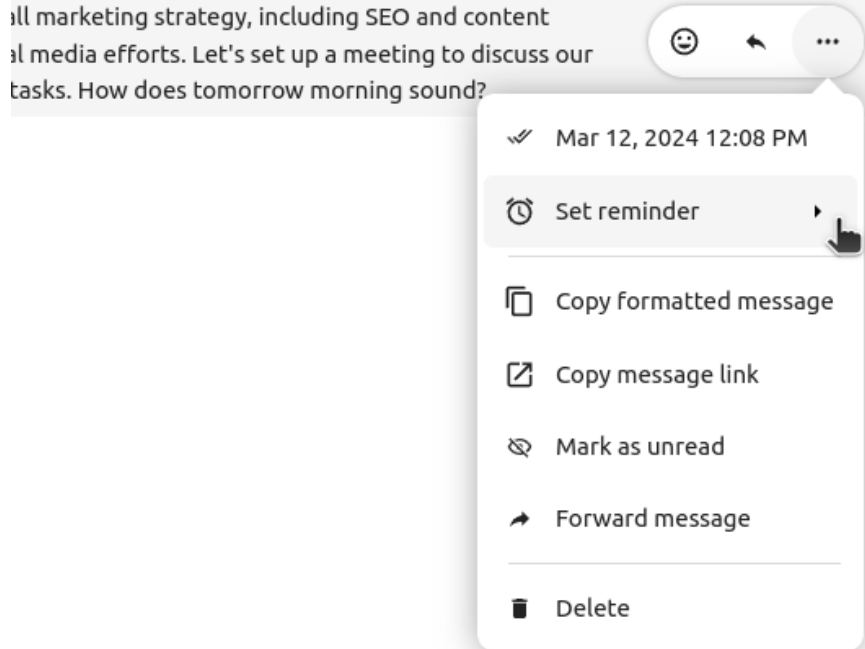 all marketing strategy, including SEO and content
media efforts. Let's set up a meeting to discuss our
tasks. How does tomorrow morning sound?
Mar 12, 2024 12:08 PM
Set reminder
Copy formatted message
Copy message link
Mark as unread
Forward message
Delete